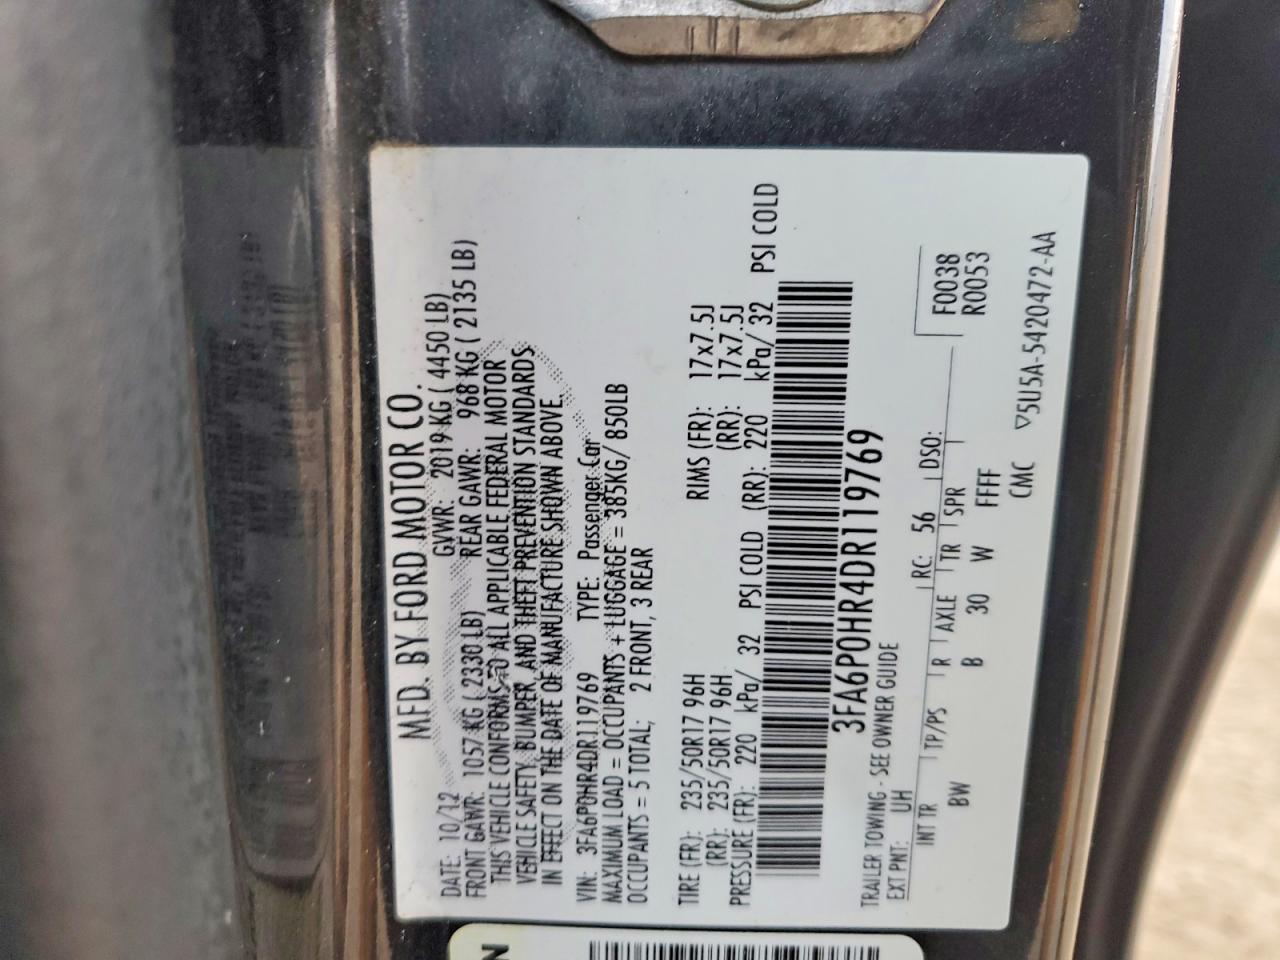 MFD. BY FORD MOTOR CO.
DATE: 10/12 GVWR: 2019 KG ( 4450 LB)
FRONT GAWR: 1057 KG ( 2330 LB) REAR GAWR: 968 KG ( 2135 LB)
THIS VEHICLE CONFORMS TO ALL APPLICABLE FEDERAL MOTOR
VEHICLE SAFETY, BUMPER, AND THEFT PREVENTION STANDARDS
IN EFFECT ON THE DATE OF MANUFACTURE SHOWN ABOVE.
VIN: 3FA6P0HR4DR119769 TYPE: Passenger Car
MAXIMUM LOAD = OCCUPANTS + LUGGAGE = 385KG/ 850LB
OCCUPANTS = 5 TOTAL; 2 FRONT, 3 REAR
TIRE (FR): 235/50R17 96H RIMS (FR): 17x7.5J
(RR): 235/50R17 96H (RR): 17x7.5J
PRESSURE (FR): 220 kPa/ 32 PSI COLD (RR): 220 kPa/ 32 PSI COLD
3FA6P0HR4DR119769
TRAILER TOWING - SEE OWNER GUIDE
EXT PNT: UH RC: 56 DSO: F0038
R0053
INT TR TP/PS R AXLE TR SPR
BW B 30 W FFFF
CMC ▽5U5A-5420472-AA
N